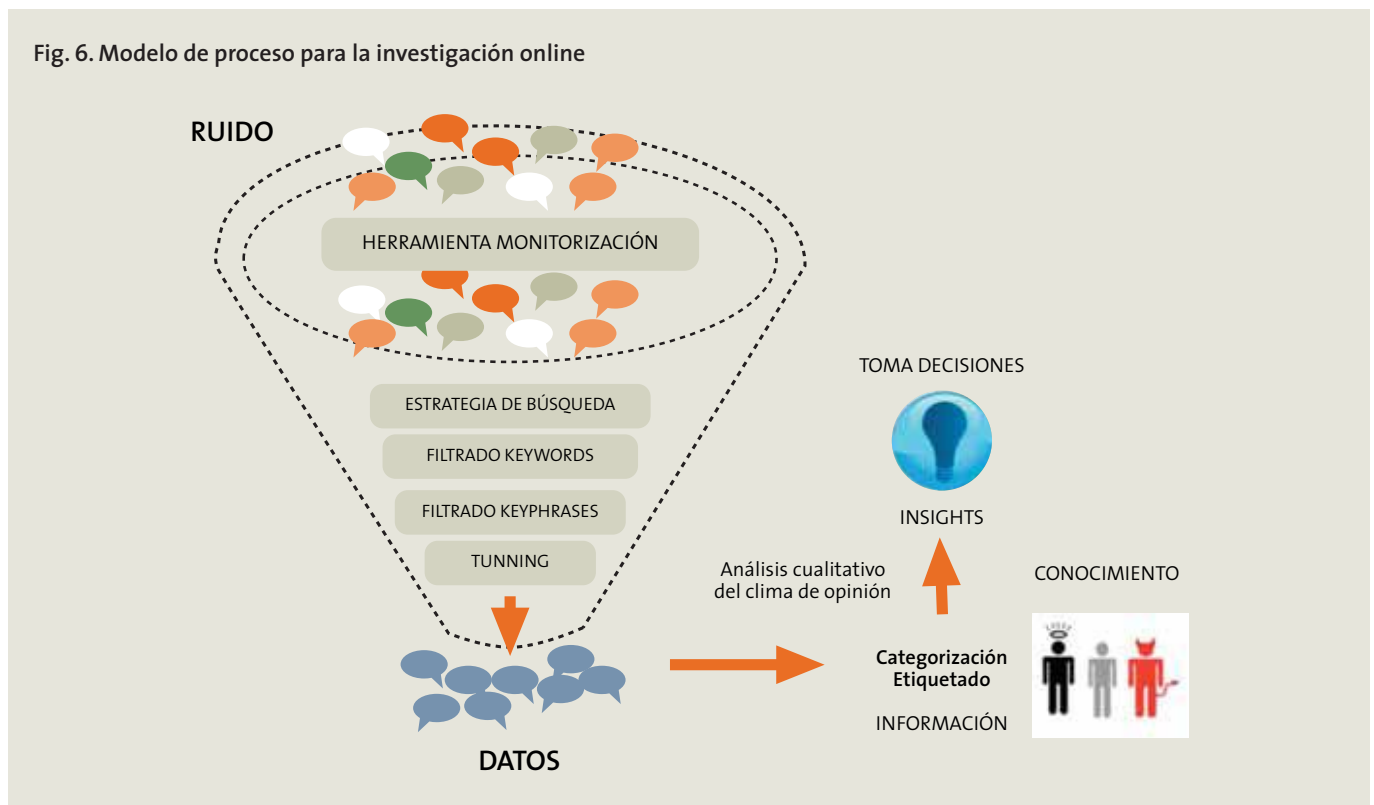 Fig. 6. Modelo de proceso para la investigación online
RUIDO
HERRAMIENTA MONITORIZACIÓN
ESTRATEGIA DE BÚSQUEDA
FILTRADO KEYWORDS
FILTRADO KEYPHRASES
TUNNING
DATOS
TOMA DECISIONES
INSIGHTS
Análisis cualitativo
del clima de opinión
CONOCIMIENTO
Categorización
Etiquetado
INFORMACIÓN